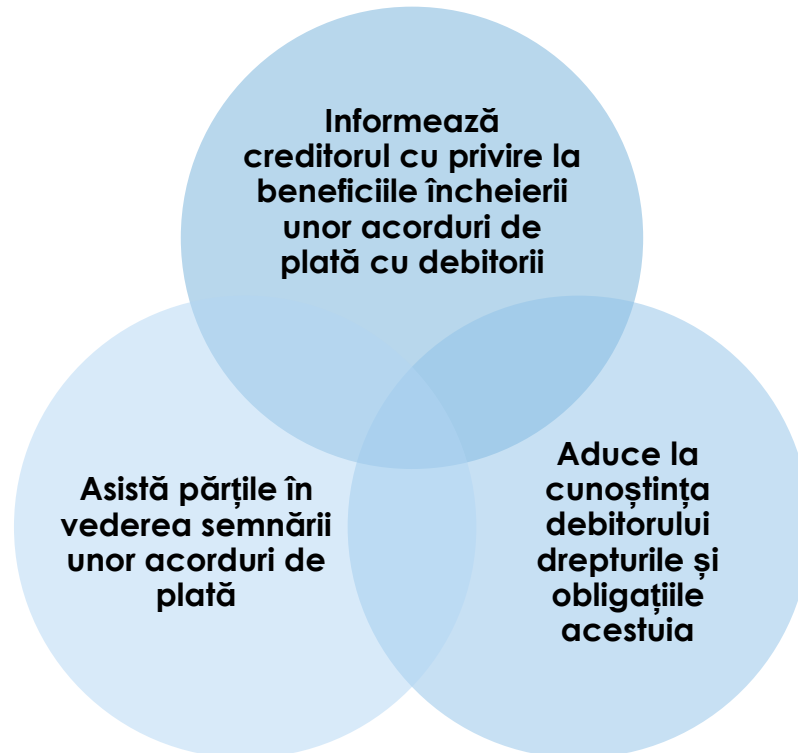 Informează
creditorul cu privire la
beneficiile încheierii
unor acorduri de
plată cu debitorii
Asistă părțile în
vederea semnării
unor acorduri de
plată
Aduce la
cunoștința
debitorului
drepturile și
obligațiile
acestuia